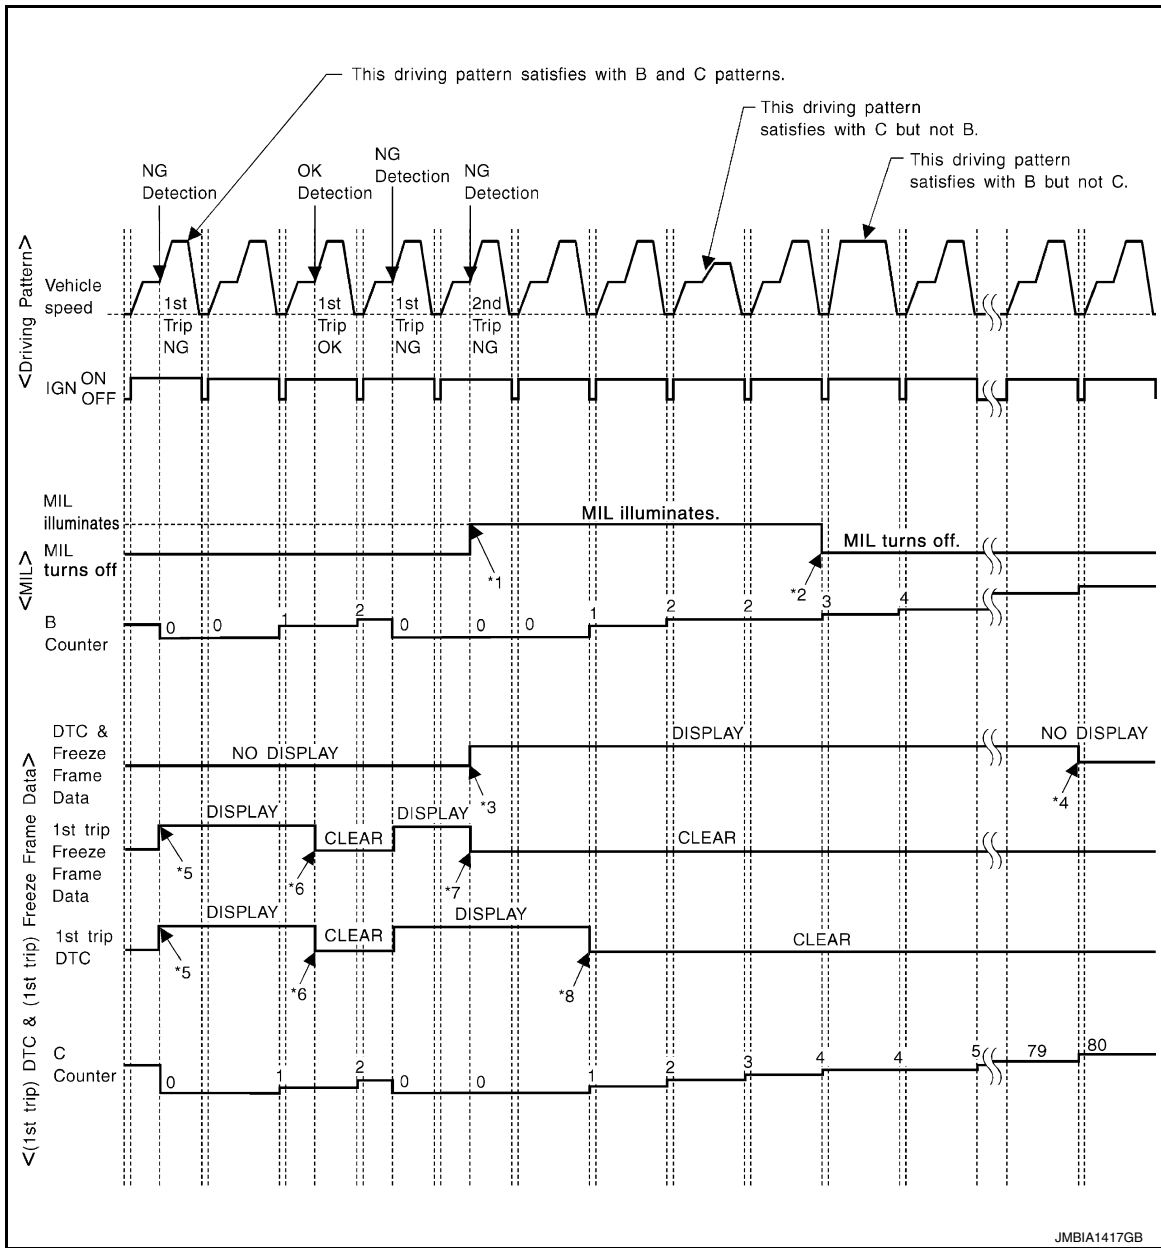 This driving pattern satisfies with B and C patterns.
This driving pattern
satisfies with C but not B.
This driving pattern
satisfies with B but not C.
NG
Detection
OK
Detection
NG
Detection
NG
Detection
<Driving Pattern>
Vehicle
speed
1st
Trip
NG
1st
Trip
OK
1st
Trip
NG
2nd
Trip
NG
IGN ON
OFF
<MIL>
MIL
illuminates
MIL illuminates.
MIL
turns off
MIL turns off.
*1
*2
B
Counter
0 0 1 2 0 0 0 1 2 2 3 4
<(1st trip) DTC & (1st trip) Freeze Frame Data>
DTC &
Freeze
Frame
Data
NO DISPLAY
DISPLAY
NO DISPLAY
*3
*4
1st trip
Freeze
Frame
Data
DISPLAY
CLEAR
DISPLAY
CLEAR
*5
*6
*7
1st trip
DTC
DISPLAY
CLEAR
DISPLAY
CLEAR
*5
*6
*8
C
Counter
0 1 2 0 0 1 2 3 4 4 5 79 80
JMBIA1417GB